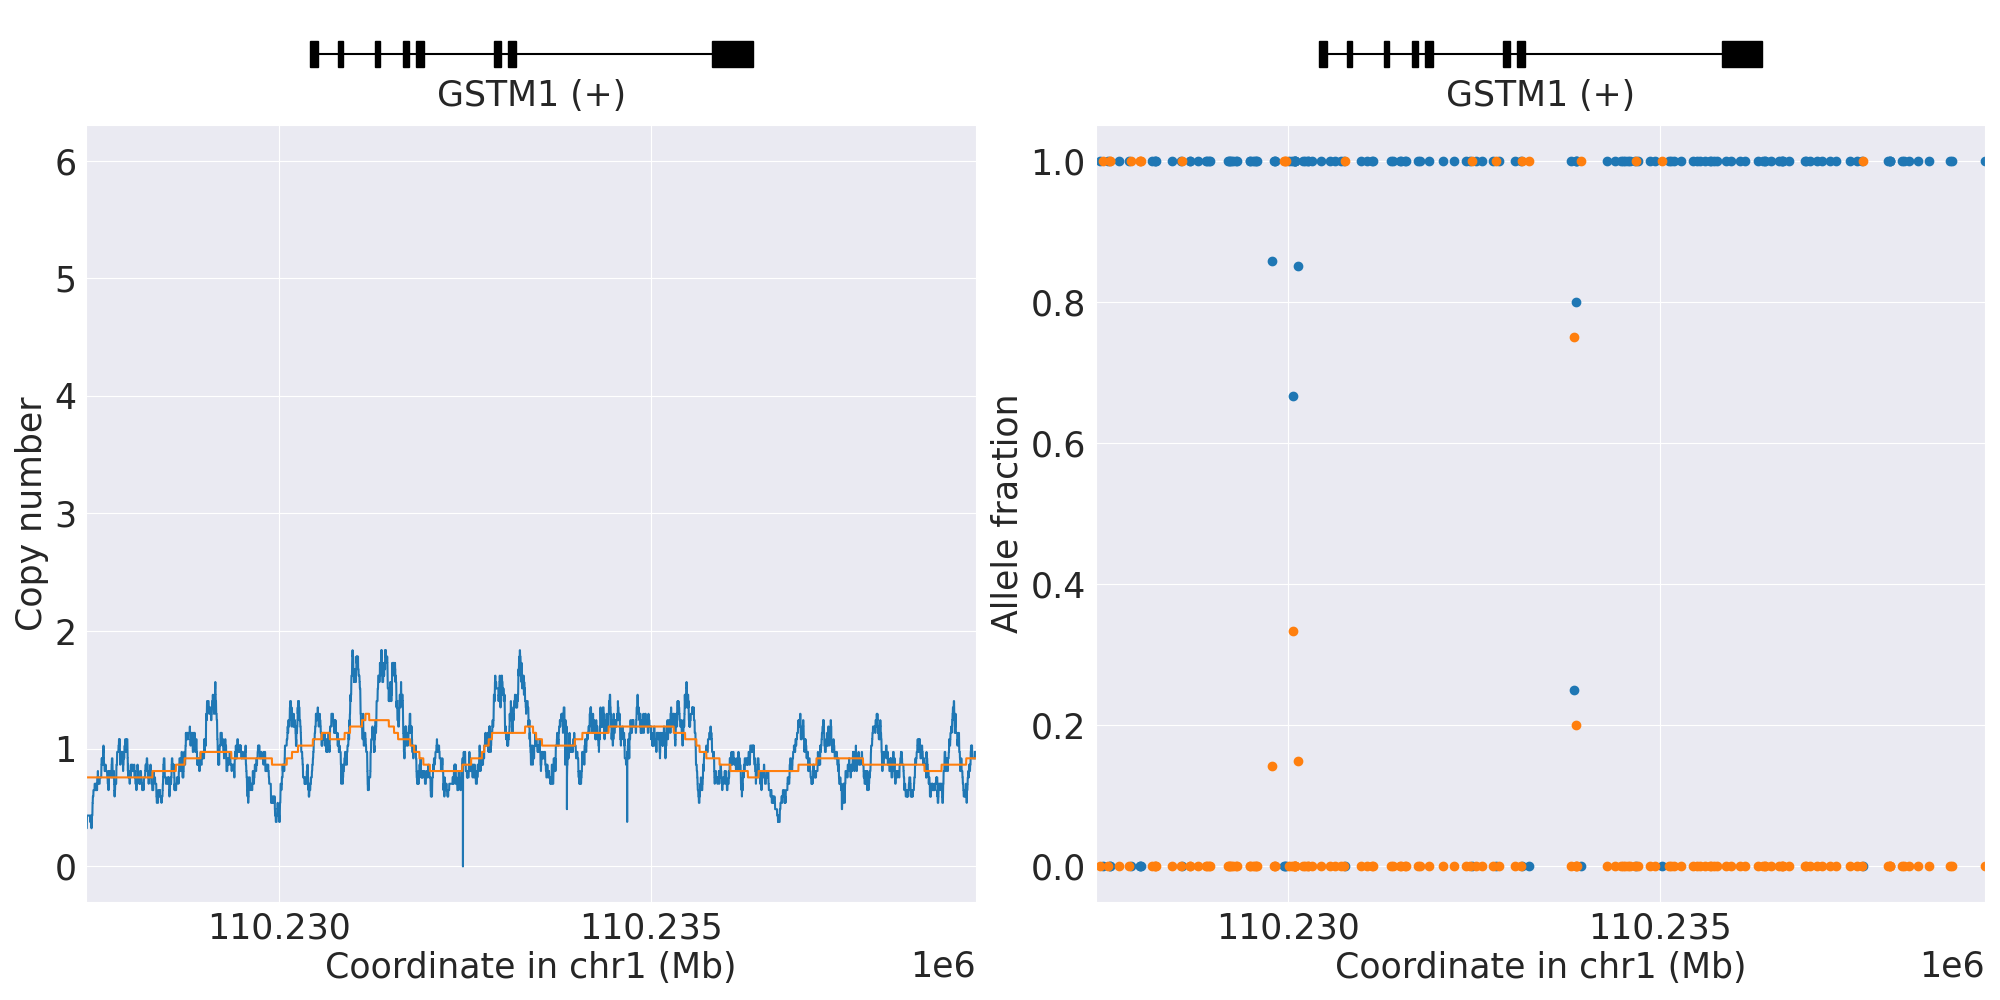 GSTM1 (+)
6
5
4
3
2
1
0
Copy number
110.230
110.235
Coordinate in chr1 (Mb)
1e6
GSTM1 (+)
1.0
0.8
0.6
0.4
0.2
0.0
Allele fraction
110.230
110.235
Coordinate in chr1 (Mb)
1e6